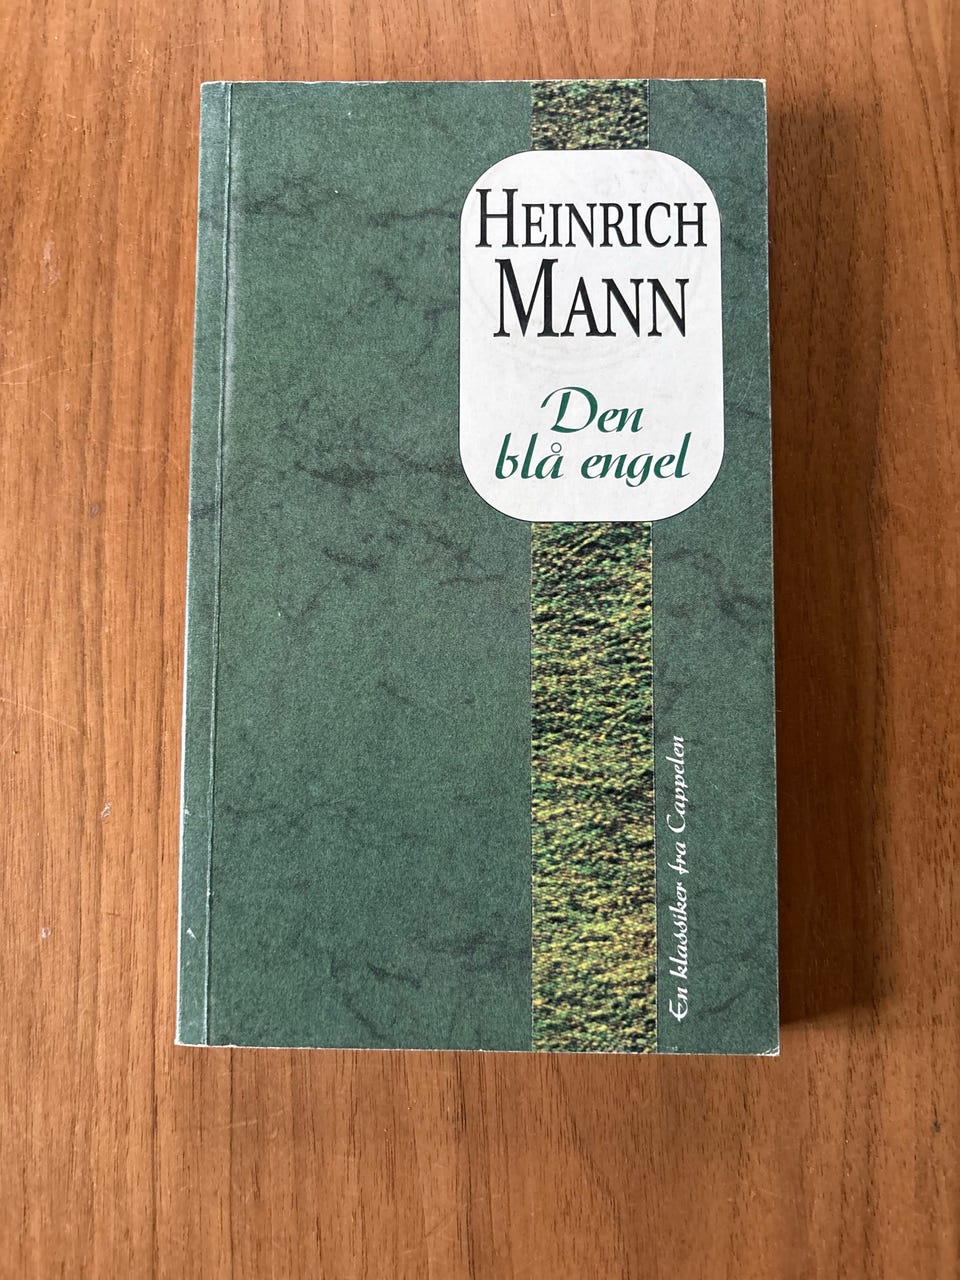 HEINRICH
MANN
Den
blå engel
En klassiker fra Cappelen